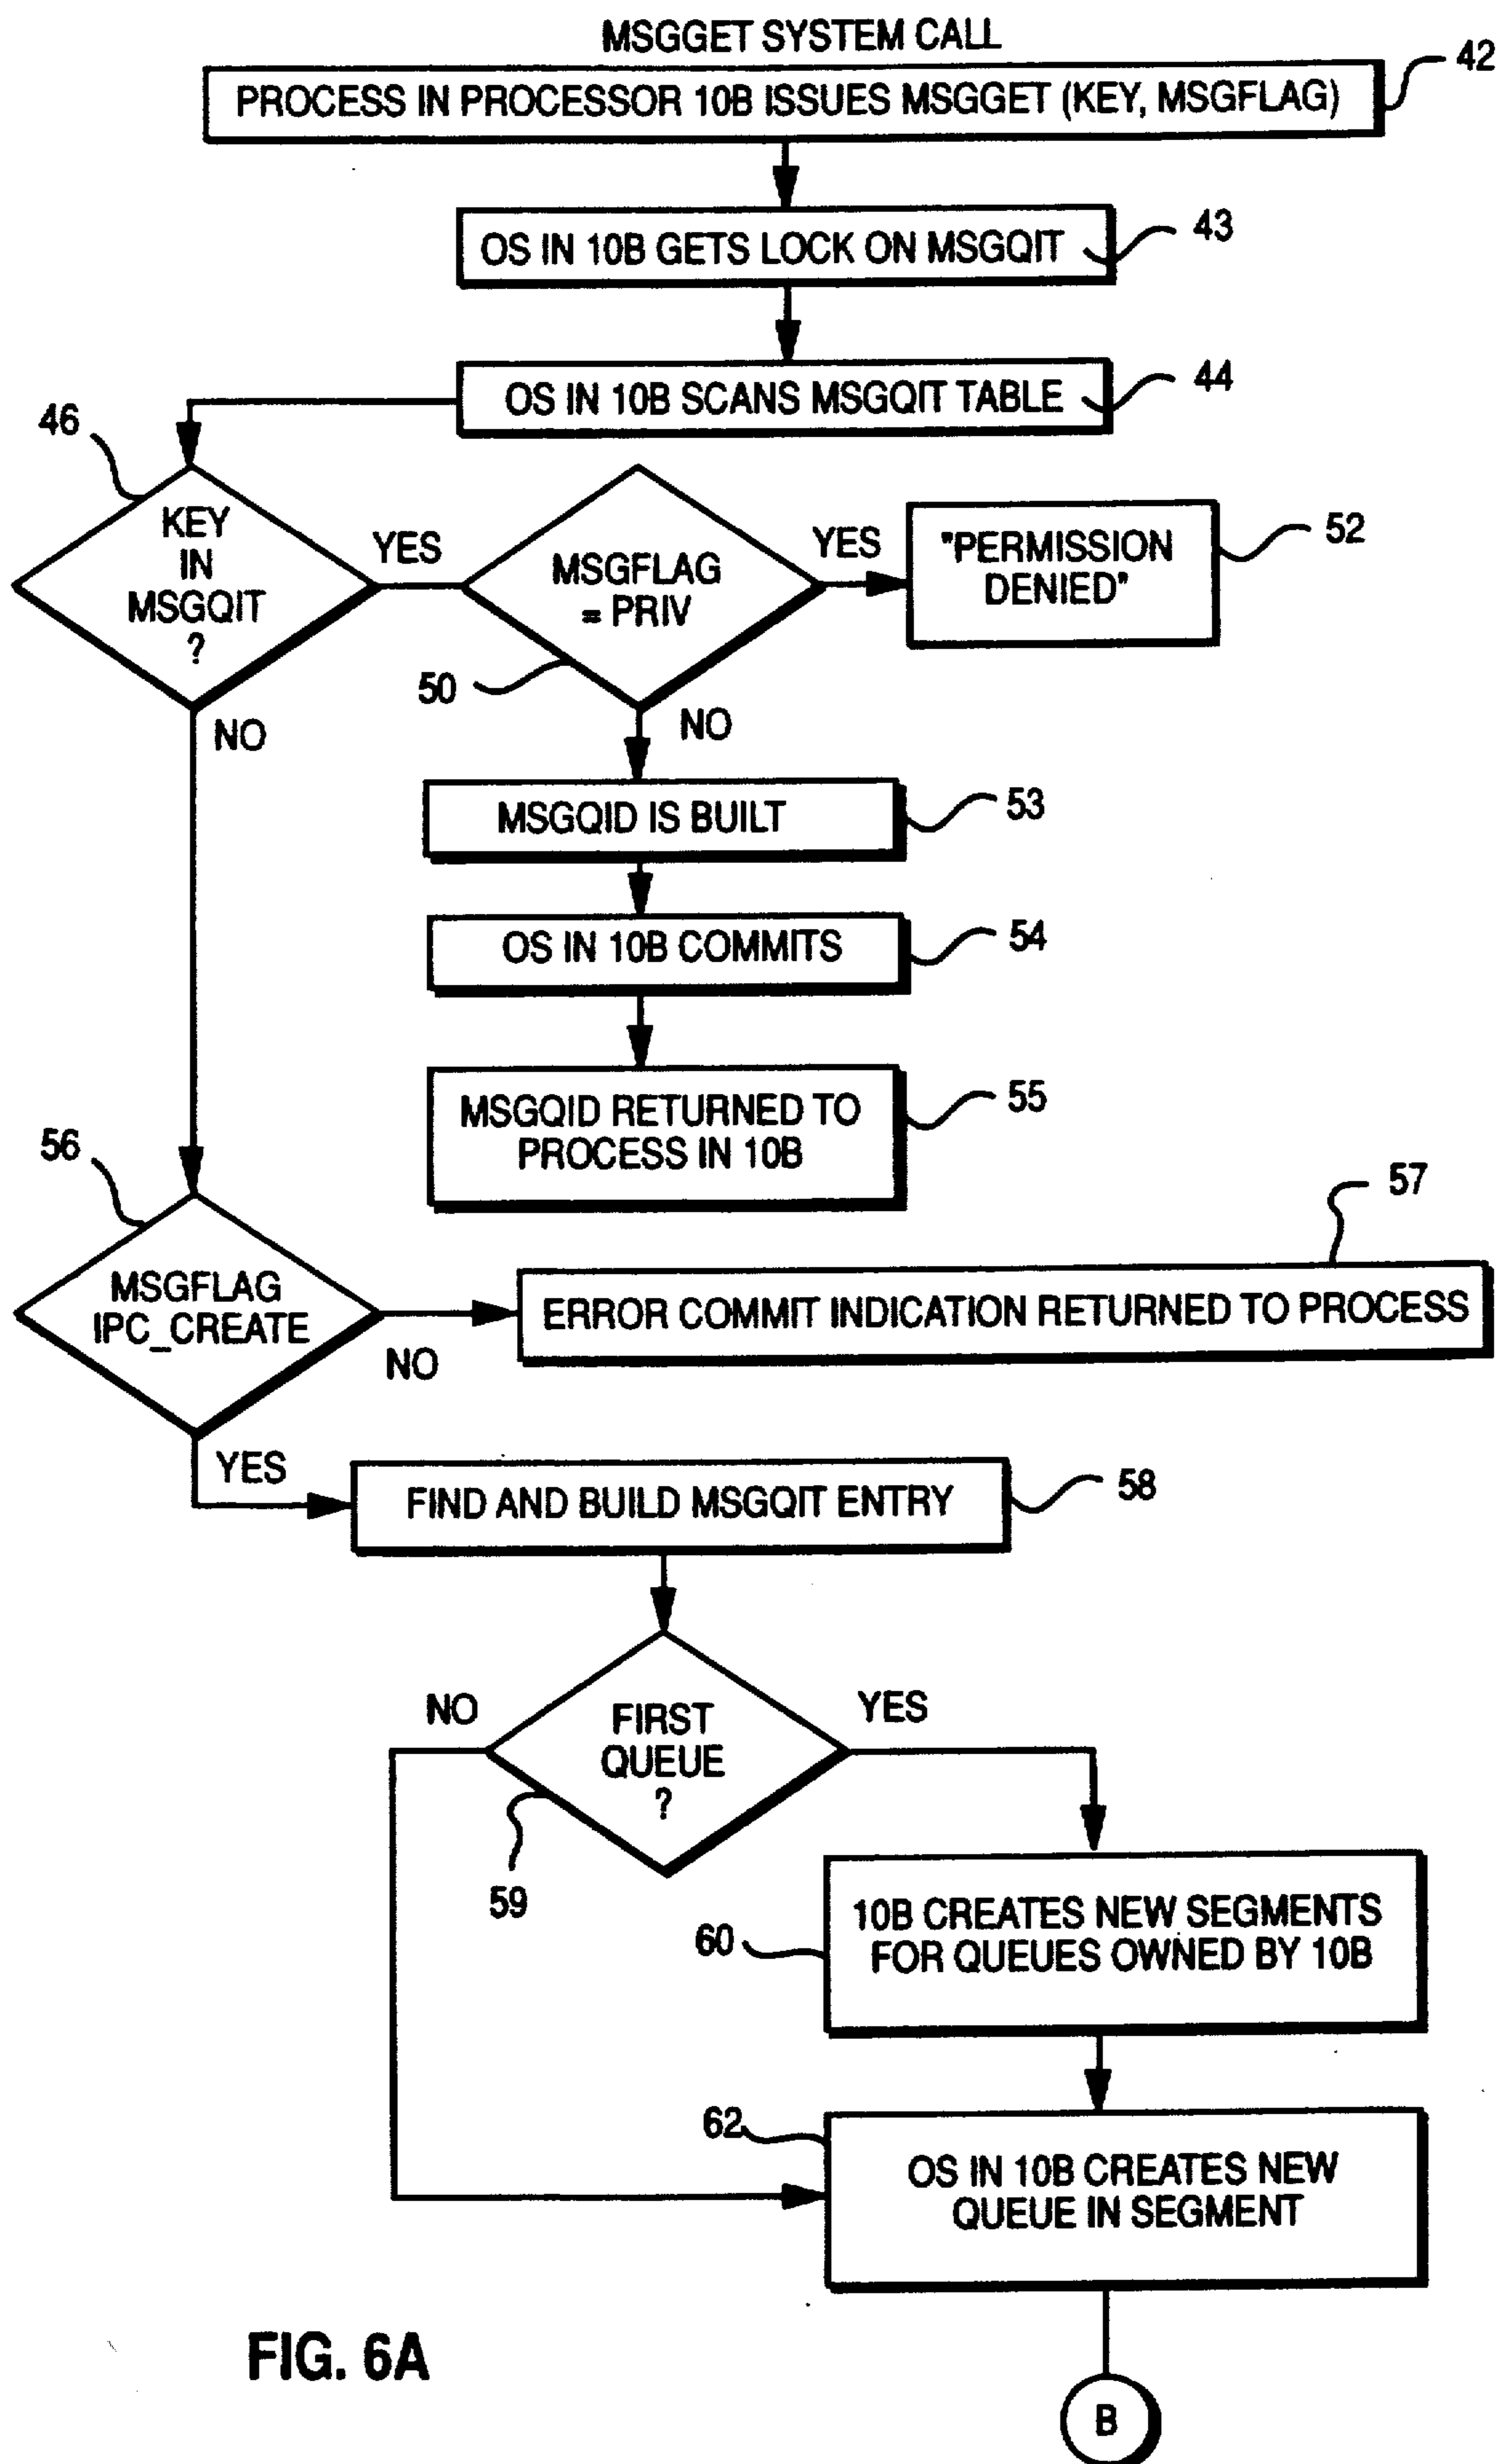 MSGGET SYSTEM CALL
PROCESS IN PROCESSOR 10B ISSUES MSGGET (KEY, MSGFLAG)
42
OS IN 10B GETS LOCK ON MSGQIT
43
OS IN 10B SCANS MSGQIT TABLE
44
46
KEY
IN
MSGQIT
?
YES
NO
MSGFLAG
= PRIV
50
YES
NO
"PERMISSION
DENIED"
52
MSGQID IS BUILT
53
OS IN 10B COMMITS
54
MSGQID RETURNED TO
PROCESS IN 10B
55
56
MSGFLAG
IPC_CREATE
NO
YES
ERROR COMMIT INDICATION RETURNED TO PROCESS
57
FIND AND BUILD MSGQIT ENTRY
58
FIRST
QUEUE
?
NO
YES
59
10B CREATES NEW SEGMENTS
FOR QUEUES OWNED BY 10B
60
62
OS IN 10B CREATES NEW
QUEUE IN SEGMENT
FIG. 6A
B